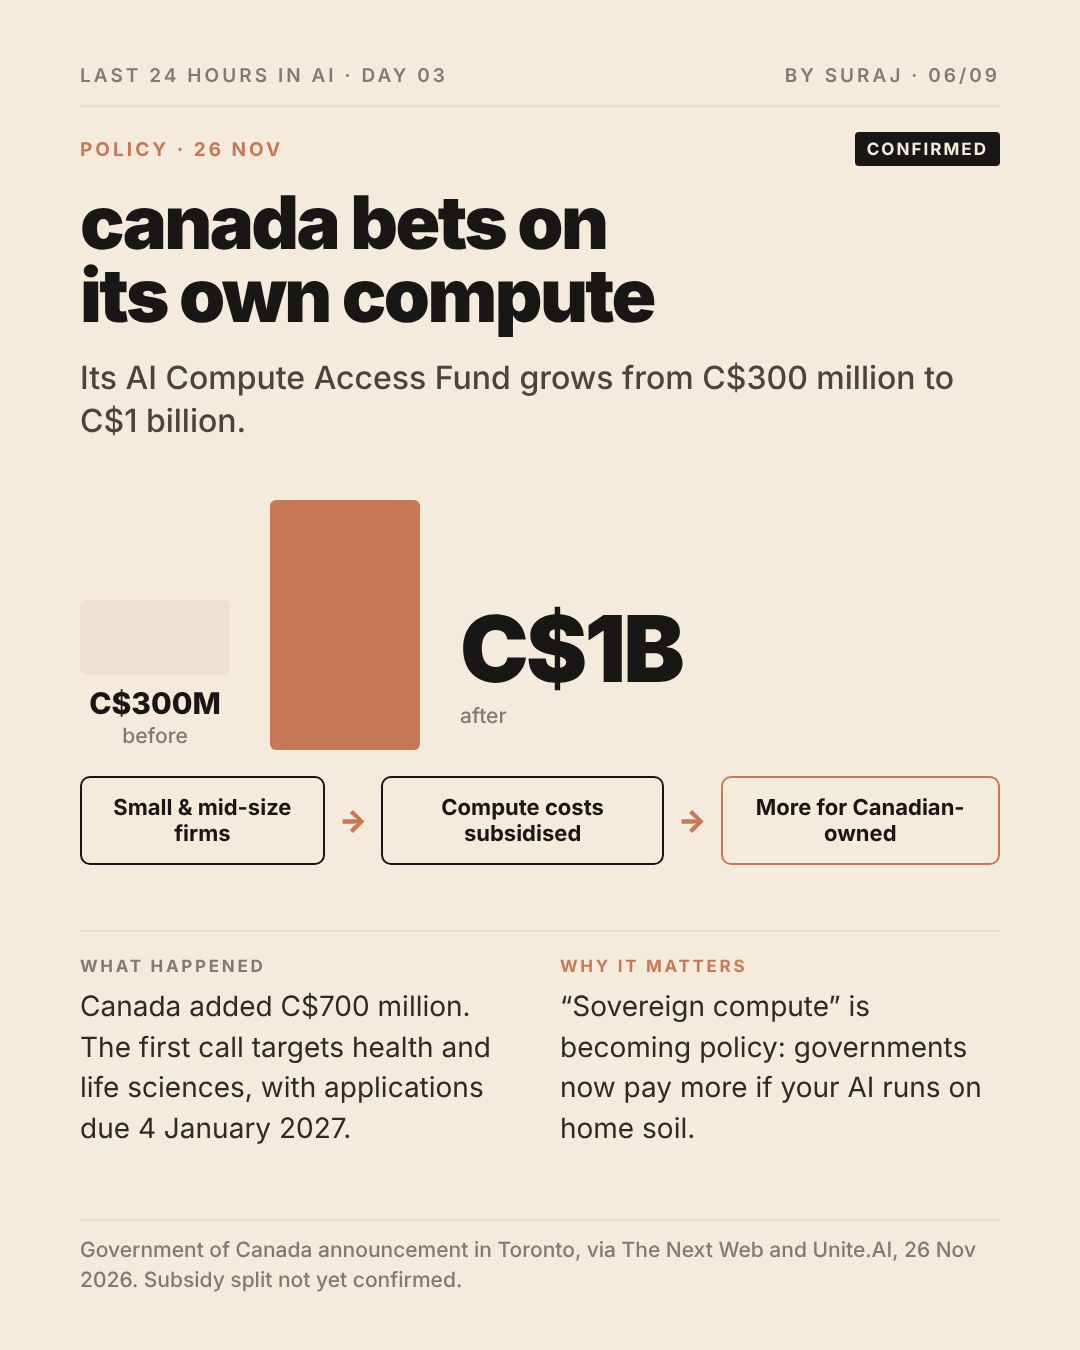 LAST 24 HOURS IN AI · DAY 03
BY SURAJ · 06/09
POLICY · 26 NOV
CONFIRMED
canada bets on
its own compute
Its AI Compute Access Fund grows from C$300 million to
C$1 billion.
C$300M
before
C$1B
after
Small & mid-size
firms
→
Compute costs
subsidised
→
More for Canadian-
owned
WHAT HAPPENED
Canada added C$700 million.
The first call targets health and
life sciences, with applications
due 4 January 2027.
WHY IT MATTERS
“Sovereign compute” is
becoming policy: governments
now pay more if your AI runs on
home soil.
Government of Canada announcement in Toronto, via The Next Web and Unite.AI, 26 Nov
2026. Subsidy split not yet confirmed.